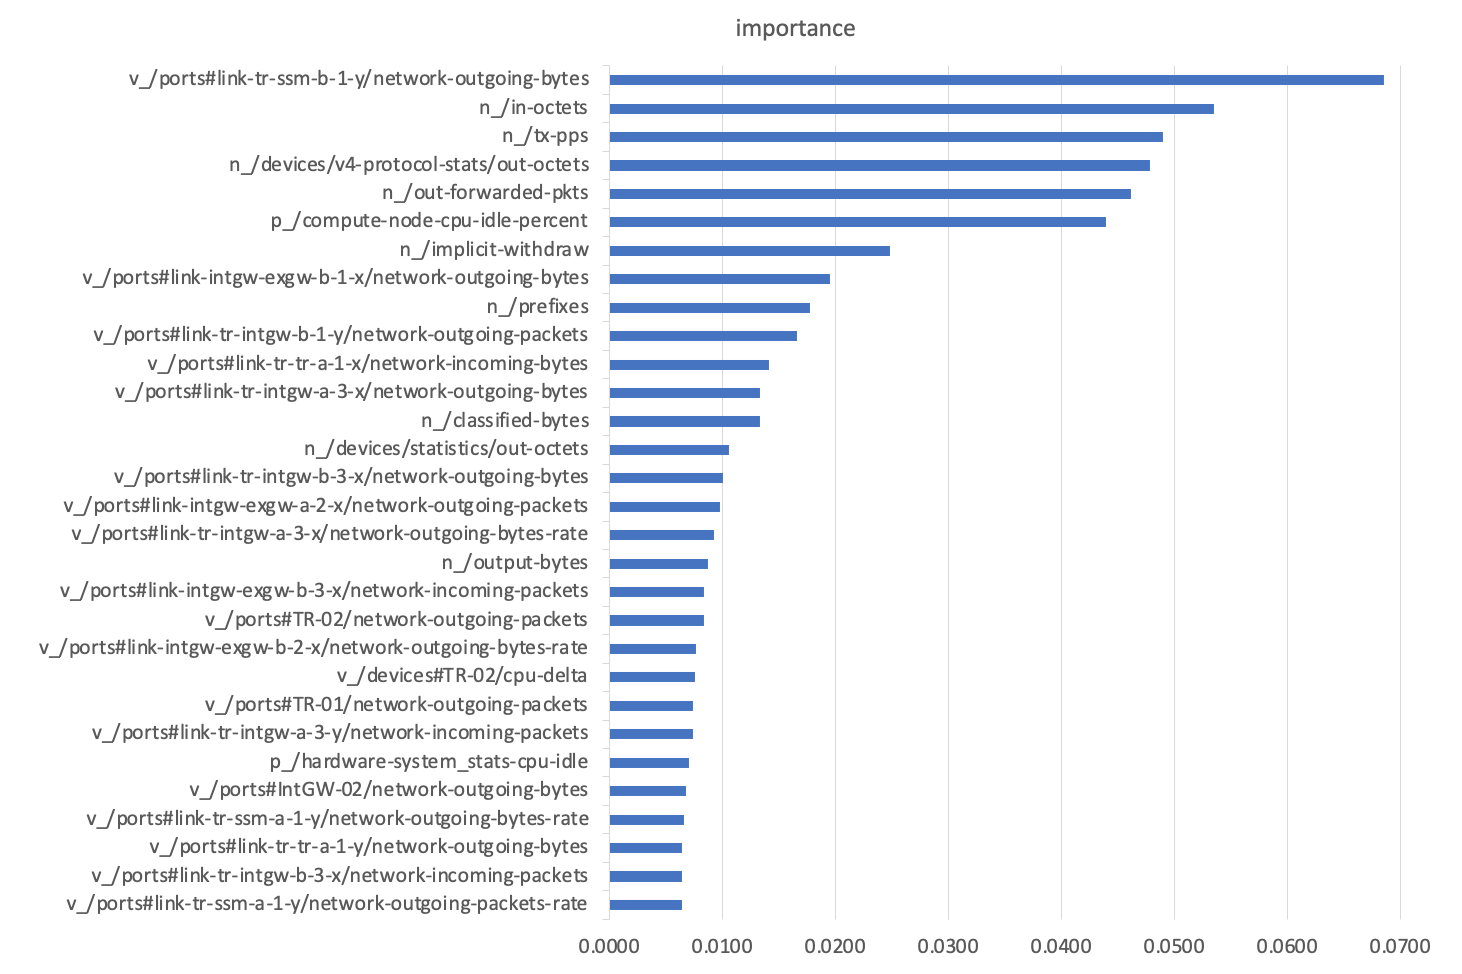 importance
v_/ports#link-tr-ssm-b-1-y/network-outgoing-bytes
n_/in-octets
n_/tx-pps
n_/devices/v4-protocol-stats/out-octets
n_/out-forwarded-pkts
p_/compute-node-cpu-idle-percent
n_/implicit-withdraw
v_/ports#link-intgw-exgw-b-1-x/network-outgoing-bytes
n_/prefixes
v_/ports#link-tr-intgw-b-1-y/network-outgoing-packets
v_/ports#link-tr-tr-a-1-x/network-incoming-bytes
v_/ports#link-tr-intgw-a-3-x/network-outgoing-bytes
n_/classified-bytes
n_/devices/statistics/out-octets
v_/ports#link-tr-intgw-b-3-x/network-outgoing-bytes
v_/ports#link-intgw-exgw-a-2-x/network-outgoing-packets
v_/ports#link-tr-intgw-a-3-x/network-outgoing-bytes-rate
n_/output-bytes
v_/ports#link-intgw-exgw-b-3-x/network-incoming-packets
v_/ports#TR-02/network-outgoing-packets
v_/ports#link-intgw-exgw-b-2-x/network-outgoing-bytes-rate
v_/devices#TR-02/cpu-delta
v_/ports#TR-01/network-outgoing-packets
v_/ports#link-tr-intgw-a-3-y/network-incoming-packets
p_/hardware-system_stats-cpu-idle
v_/ports#IntGW-02/network-outgoing-bytes
v_/ports#link-tr-ssm-a-1-y/network-outgoing-bytes-rate
v_/ports#link-tr-tr-a-1-y/network-outgoing-bytes
v_/ports#link-tr-intgw-b-3-x/network-incoming-packets
v_/ports#link-tr-ssm-a-1-y/network-outgoing-packets-rate
0.0000 0.0100 0.0200 0.0300 0.0400 0.0500 0.0600 0.0700